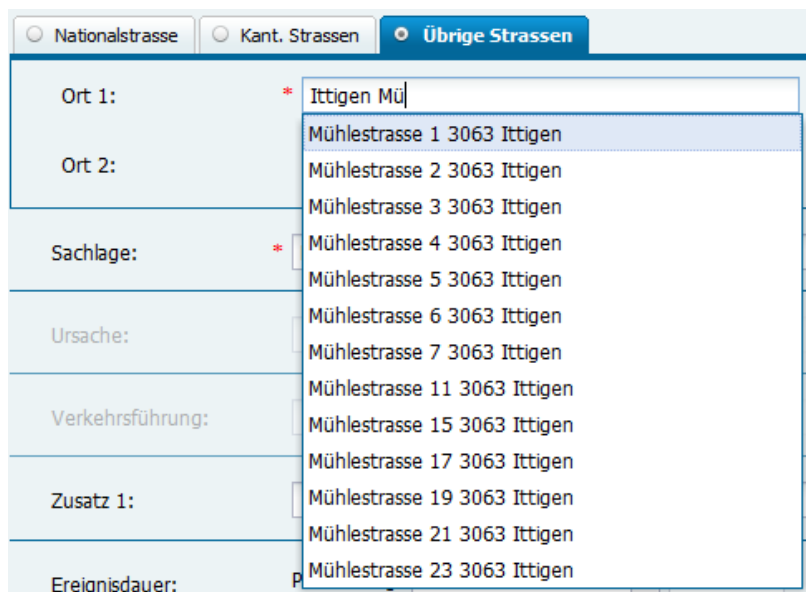 Nationalstrasse Kant. Strassen Übrige Strassen
Ort 1: * Ittigen Mü
Mühlestrasse 1 3063 Ittigen
Ort 2:
Mühlestrasse 2 3063 Ittigen
Mühlestrasse 3 3063 Ittigen
Sachlage: *
Mühlestrasse 4 3063 Ittigen
Mühlestrasse 5 3063 Ittigen
Mühlestrasse 6 3063 Ittigen
Ursache:
Mühlestrasse 7 3063 Ittigen
Mühlestrasse 11 3063 Ittigen
Verkehrsführung:
Mühlestrasse 15 3063 Ittigen
Mühlestrasse 17 3063 Ittigen
Zusatz 1:
Mühlestrasse 19 3063 Ittigen
Mühlestrasse 21 3063 Ittigen
Mühlestrasse 23 3063 Ittigen
Ereignisdauer: